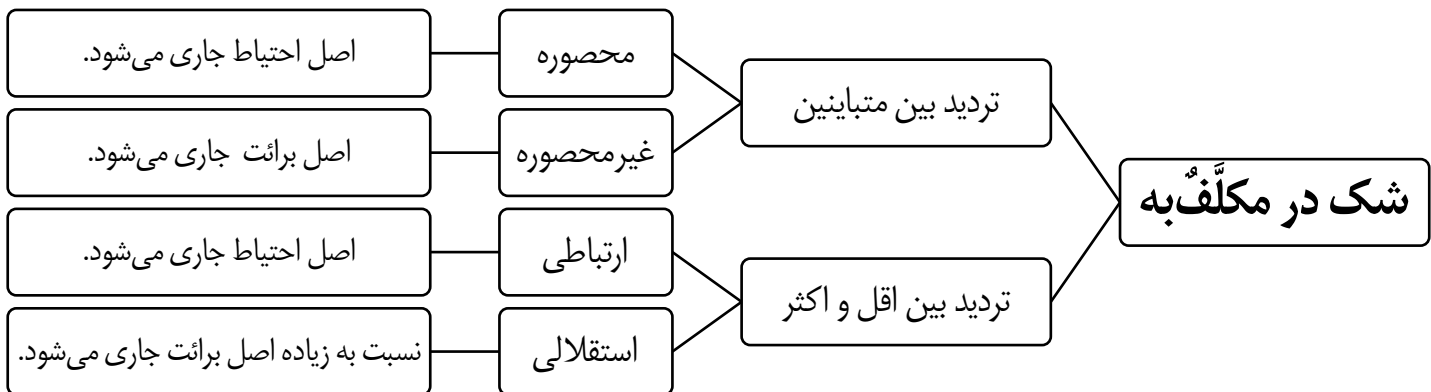 شک در مکلَّفٌ‌به
تردید بین متباینین
محصوره
اصل احتیاط جاری می‌شود.
غیرمحصوره
اصل برائت جاری می‌شود.
تردید بین اقل و اکثر
ارتباطی
اصل احتیاط جاری می‌شود.
استقلالی
نسبت به زیاده اصل برائت جاری می‌شود.